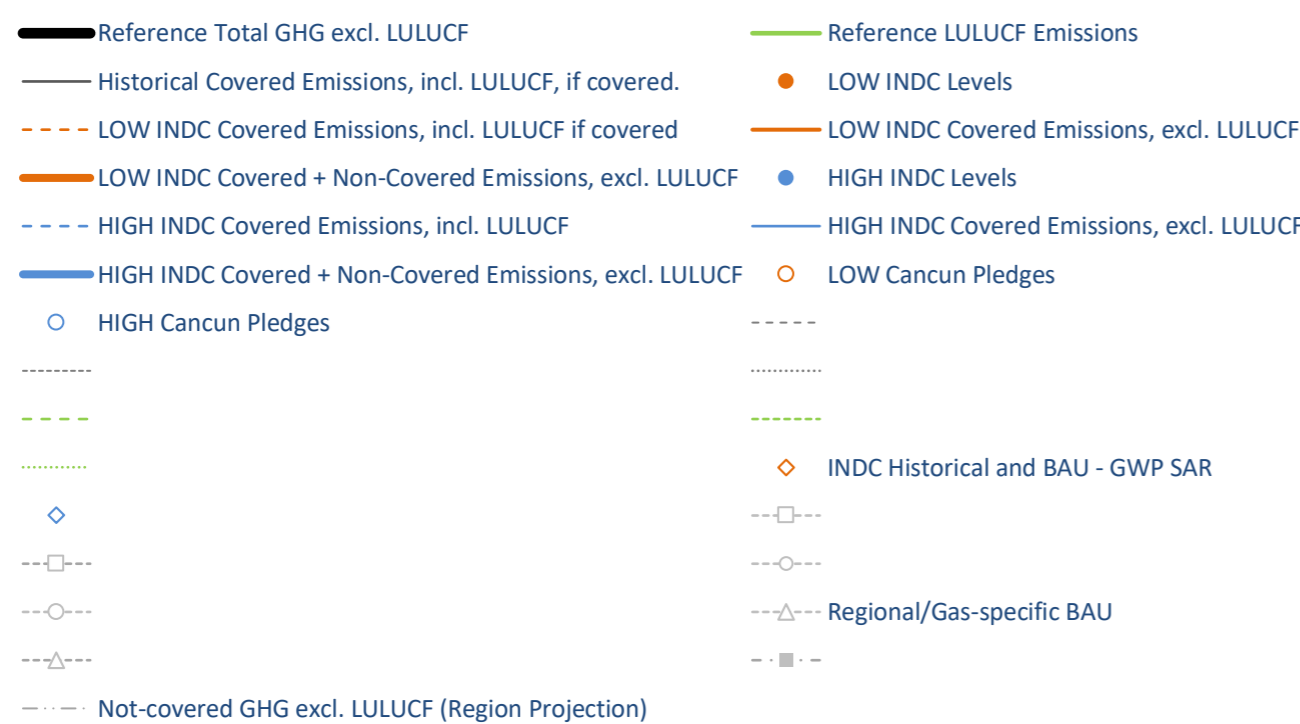 Reference Total GHG excl. LULUCF
Reference LULUCF Emissions
Historical Covered Emissions, incl. LULUCF, if covered.
LOW INDC Levels
LOW INDC Covered Emissions, incl. LULUCF if covered
LOW INDC Covered Emissions, excl. LULUCF
LOW INDC Covered + Non-Covered Emissions, excl. LULUCF
HIGH INDC Levels
HIGH INDC Covered Emissions, incl. LULUCF
HIGH INDC Covered Emissions, excl. LULUCF
HIGH INDC Covered + Non-Covered Emissions, excl. LULUCF
LOW Cancun Pledges
HIGH Cancun Pledges
INDC Historical and BAU - GWP SAR
Regional/Gas-specific BAU
Not-covered GHG excl. LULUCF (Region Projection)